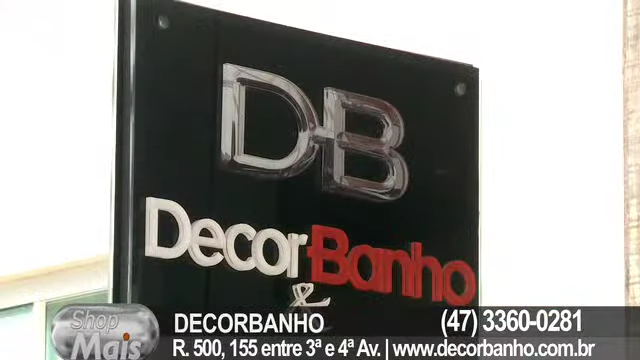 DB
DecorBanho
&
Shop
Mais
DECORBANHO
(47) 3360-0281
R. 500, 155 entre 3ª e 4ª Av. | www.decorbanho.com.br